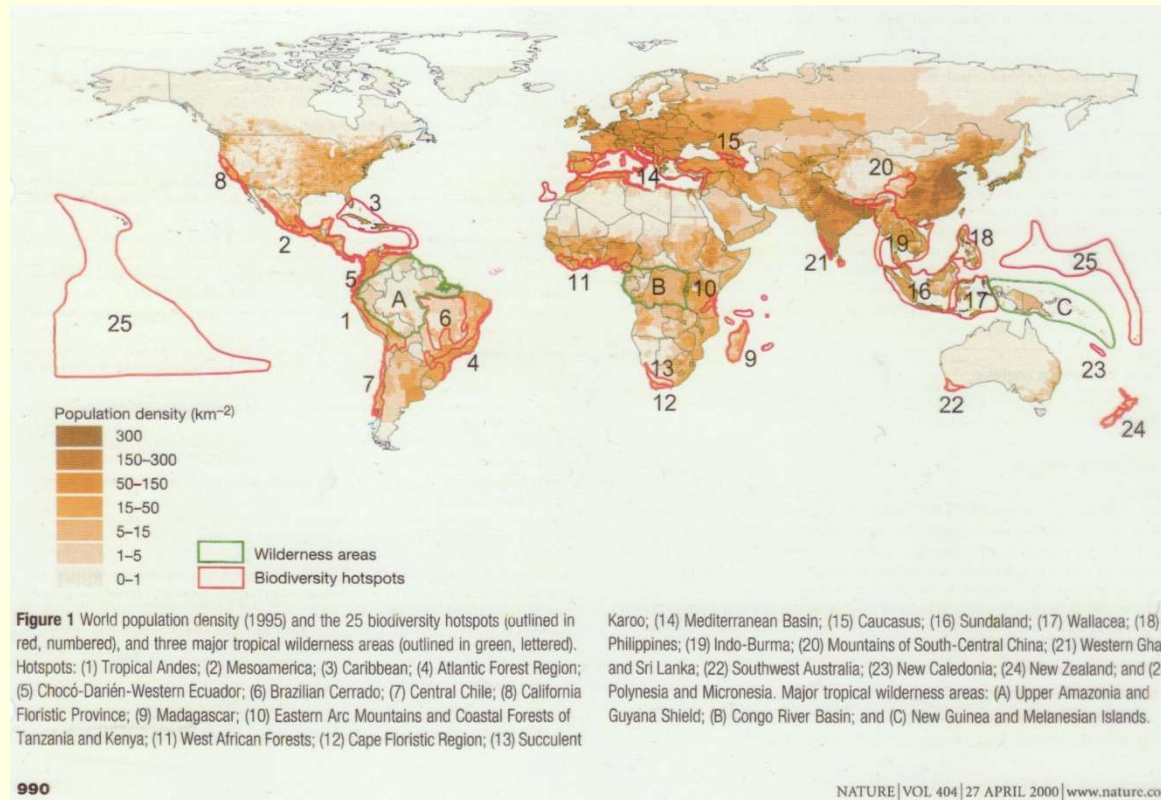 15
20
14
8
3
2
19
18
21
25
5
11
10
A
B
16
17
C
1
6
25
9
4
23
13
7
12
22
24
Population density (km⁻²)
300
150–300
50–150
15–50
5–15
1–5
0–1
Wilderness areas
Biodiversity hotspots
Figure 1 World population density (1995) and the 25 biodiversity hotspots (outlined in
red, numbered), and three major tropical wilderness areas (outlined in green, lettered).
Hotspots: (1) Tropical Andes; (2) Mesoamerica; (3) Caribbean; (4) Atlantic Forest Region;
(5) Chocó-Darién-Western Ecuador; (6) Brazilian Cerrado; (7) Central Chile; (8) California
Floristic Province; (9) Madagascar; (10) Eastern Arc Mountains and Coastal Forests of
Tanzania and Kenya; (11) West African Forests; (12) Cape Floristic Region; (13) Succulent
Karoo; (14) Mediterranean Basin; (15) Caucasus; (16) Sundaland; (17) Wallacea; (18)
Philippines; (19) Indo-Burma; (20) Mountains of South-Central China; (21) Western Gha
and Sri Lanka; (22) Southwest Australia; (23) New Caledonia; (24) New Zealand; and (2
Polynesia and Micronesia. Major tropical wilderness areas: (A) Upper Amazonia and
Guyana Shield; (B) Congo River Basin; and (C) New Guinea and Melanesian Islands.
990
NATURE | VOL 404 | 27 APRIL 2000 | www.nature.co